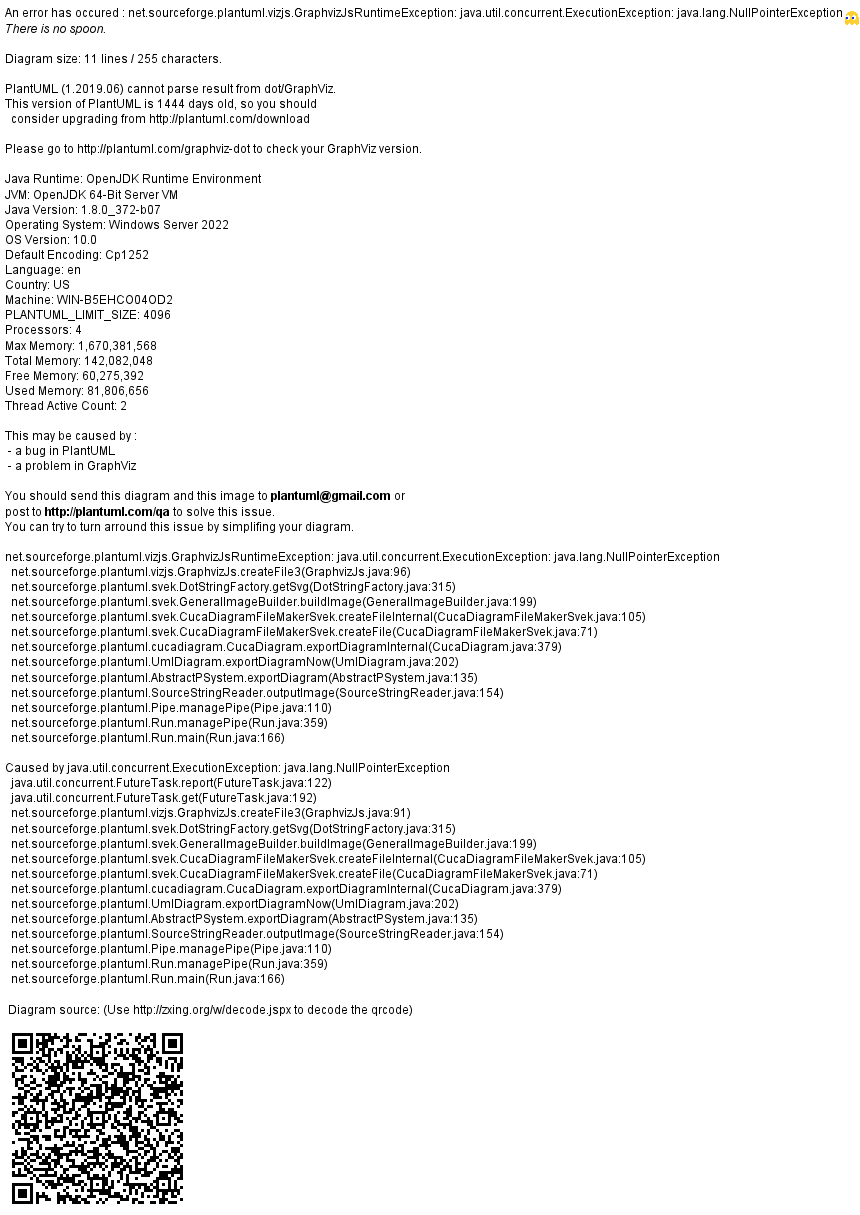 An error has occured : net.sourceforge.plantuml.vizjs.GraphvizJsRuntimeException: java.util.concurrent.ExecutionException: java.lang.NullPointerException
There is no spoon.
Diagram size: 11 lines / 255 characters.
PlantUML (1.2019.06) cannot parse result from dot/GraphViz.
This version of PlantUML is 1444 days old, so you should
consider upgrading from http://plantuml.com/download
Please go to http://plantuml.com/graphviz-dot to check your GraphViz version.
Java Runtime: OpenJDK Runtime Environment
JVM: OpenJDK 64-Bit Server VM
Java Version: 1.8.0_372-b07
Operating System: Windows Server 2022
OS Version: 10.0
Default Encoding: Cp1252
Language: en
Country: US
Machine: WIN-B5EHCO04OD2
PLANTUML_LIMIT_SIZE: 4096
Processors: 4
Max Memory: 1,670,381,568
Total Memory: 142,082,048
Free Memory: 60,275,392
Used Memory: 81,806,656
Thread Active Count: 2
This may be caused by :
- a bug in PlantUML
- a problem in GraphViz
You should send this diagram and this image to plantuml@gmail.com or
post to http://plantuml.com/qa to solve this issue.
You can try to turn arround this issue by simplifing your diagram.
net.sourceforge.plantuml.vizjs.GraphvizJsRuntimeException: java.util.concurrent.ExecutionException: java.lang.NullPointerException
net.sourceforge.plantuml.vizjs.GraphvizJs.createFile3(GraphvizJs.java:96)
net.sourceforge.plantuml.svek.DotStringFactory.getSvg(DotStringFactory.java:315)
net.sourceforge.plantuml.svek.GeneralImageBuilder.buildImage(GeneralImageBuilder.java:199)
net.sourceforge.plantuml.svek.CucaDiagramFileMakerSvek.createFileInternal(CucaDiagramFileMakerSvek.java:105)
net.sourceforge.plantuml.svek.CucaDiagramFileMakerSvek.createFile(CucaDiagramFileMakerSvek.java:71)
net.sourceforge.plantuml.cucadiagram.CucaDiagram.exportDiagramInternal(CucaDiagram.java:379)
net.sourceforge.plantuml.UmlDiagram.exportDiagramNow(UmlDiagram.java:202)
net.sourceforge.plantuml.AbstractPSystem.exportDiagram(AbstractPSystem.java:135)
net.sourceforge.plantuml.SourceStringReader.outputImage(SourceStringReader.java:154)
net.sourceforge.plantuml.Pipe.managePipe(Pipe.java:110)
net.sourceforge.plantuml.Run.managePipe(Run.java:359)
net.sourceforge.plantuml.Run.main(Run.java:166)
Caused by java.util.concurrent.ExecutionException: java.lang.NullPointerException
java.util.concurrent.FutureTask.report(FutureTask.java:122)
java.util.concurrent.FutureTask.get(FutureTask.java:192)
net.sourceforge.plantuml.vizjs.GraphvizJs.createFile3(GraphvizJs.java:91)
net.sourceforge.plantuml.svek.DotStringFactory.getSvg(DotStringFactory.java:315)
net.sourceforge.plantuml.svek.GeneralImageBuilder.buildImage(GeneralImageBuilder.java:199)
net.sourceforge.plantuml.svek.CucaDiagramFileMakerSvek.createFileInternal(CucaDiagramFileMakerSvek.java:105)
net.sourceforge.plantuml.svek.CucaDiagramFileMakerSvek.createFile(CucaDiagramFileMakerSvek.java:71)
net.sourceforge.plantuml.cucadiagram.CucaDiagram.exportDiagramInternal(CucaDiagram.java:379)
net.sourceforge.plantuml.UmlDiagram.exportDiagramNow(UmlDiagram.java:202)
net.sourceforge.plantuml.AbstractPSystem.exportDiagram(AbstractPSystem.java:135)
net.sourceforge.plantuml.SourceStringReader.outputImage(SourceStringReader.java:154)
net.sourceforge.plantuml.Pipe.managePipe(Pipe.java:110)
net.sourceforge.plantuml.Run.managePipe(Run.java:359)
net.sourceforge.plantuml.Run.main(Run.java:166)
Diagram source: (Use http://zxing.org/w/decode.jspx to decode the qrcode)